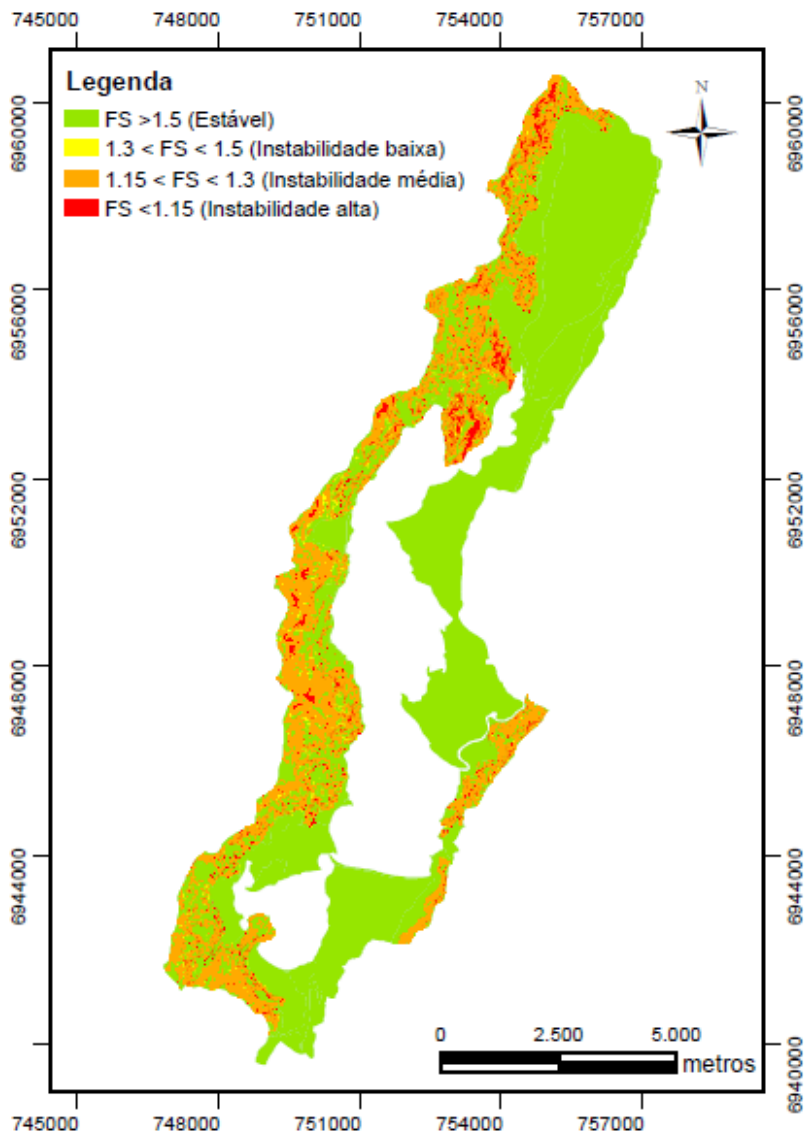 745000 748000 751000 754000 757000
Legenda
N
FS >1.5 (Estável)
1.3 < FS < 1.5 (Instabilidade baixa)
1.15 < FS < 1.3 (Instabilidade média)
FS <1.15 (Instabilidade alta)
6960000 6960000
6956000 6956000
6952000 6952000
6948000 6948000
6944000 6944000
6940000
0 2.500 5.000
metros
745000 748000 751000 754000 757000